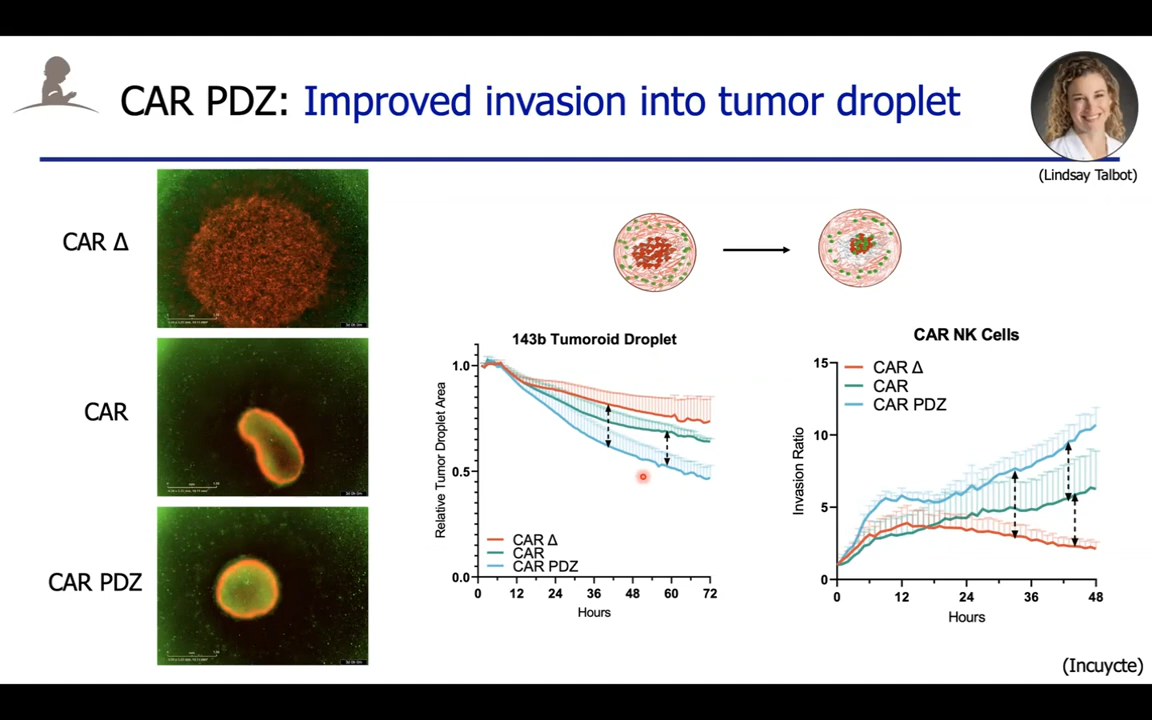 CAR PDZ: Improved invasion into tumor droplet
(Lindsay Talbot)
CAR Δ
CAR
CAR PDZ
143b Tumoroid Droplet
Relative Tumor Droplet Area
1.0
0.5
0.0
CAR Δ
CAR
CAR PDZ
0 12 24 36 48 60 72
Hours
CAR NK Cells
CAR Δ
CAR
CAR PDZ
Invasion Ratio
15
10
5
0
0 12 24 36 48
Hours
(Incuycte)